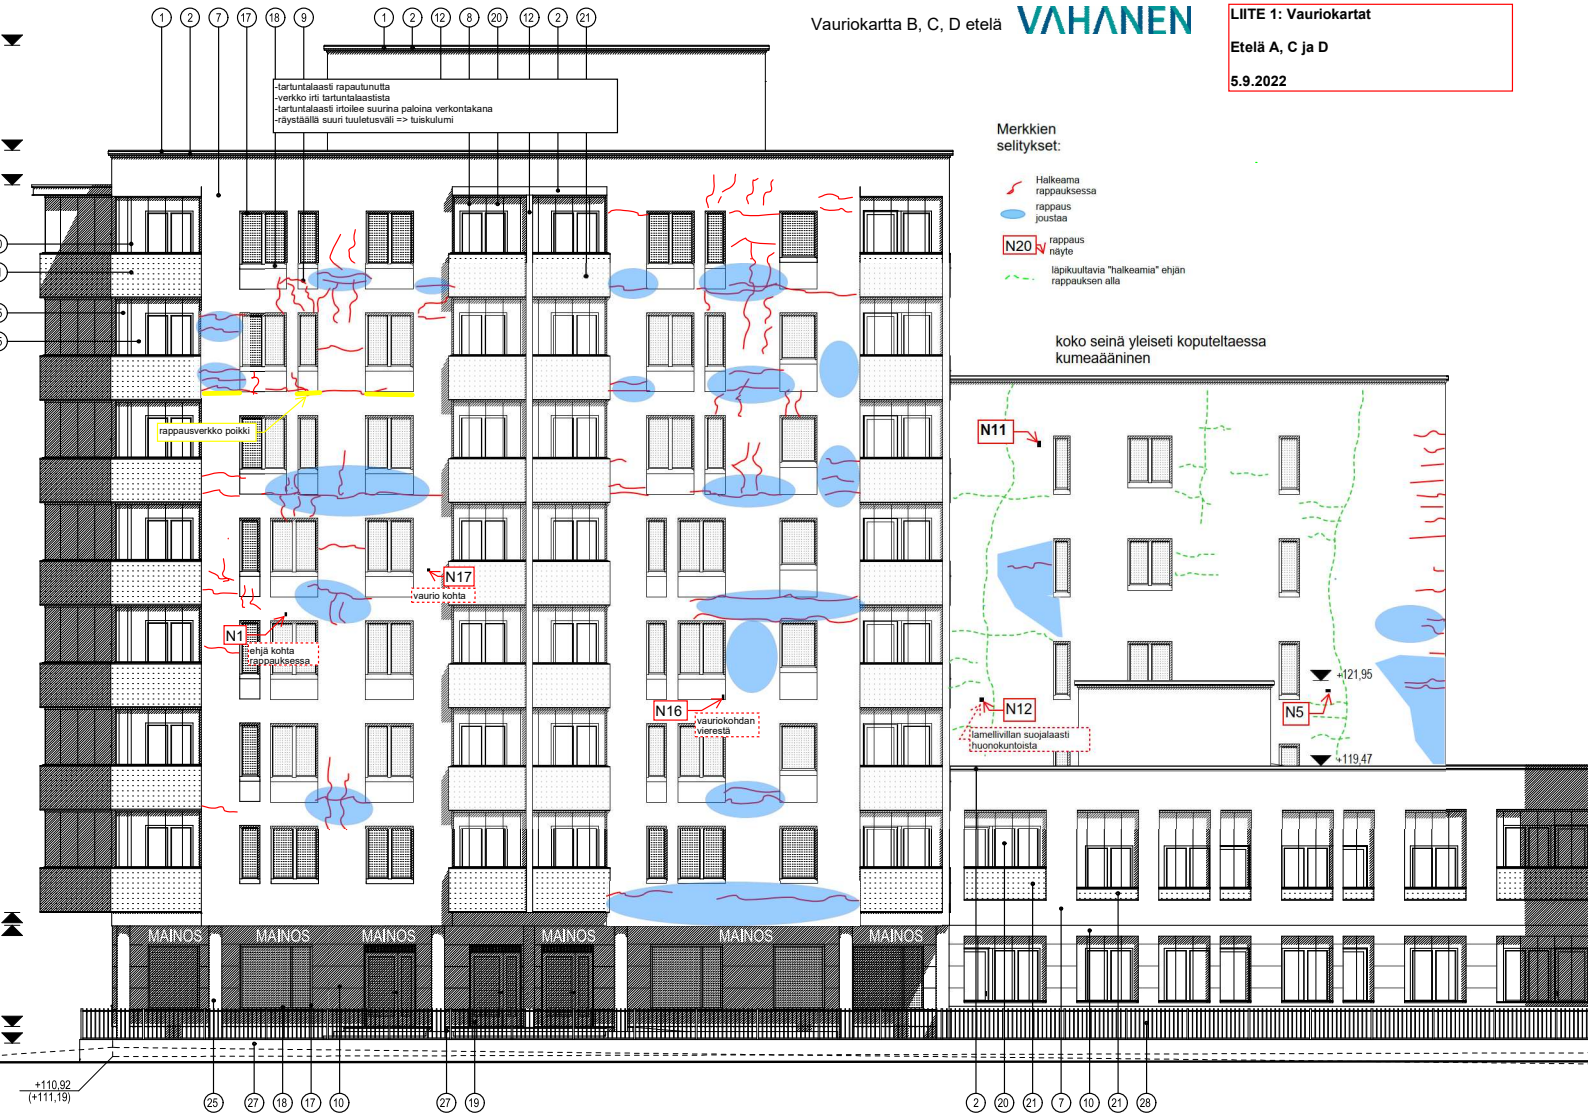 1 2 7 17 18 9 1 2 12 8 20 12 2 21
Vauriokartta B, C, D etelä
VAHANEN
LIITE 1: Vauriokartat
Etelä A, C ja D
5.9.2022
-tartuntalaasti rapautunutta
-verkko irti tartuntalaastista
-tartuntalaasti irtoilee suurina paloina verkontakana
-räystäällä suuri tuuletusväli => tuiskulumi
Merkkien
selitykset:
Halkeama
rappauksessa
rappaus
joustaa
N20
rappaus
näyte
läpikuultavia "halkeamia" ehjän
rappauksen alla
koko seinä yleiseti koputeltaessa
kumeaääninen
rappausverkko poikki
N11
N17
vaurio kohta
N1
ehjä kohta
rappauksessa
N16
vauriokohdan
vierestä
N12
lamellivillan suojalaasti
huonokuntoista
N5
+121,95
+119,47
MAINOS MAINOS MAINOS MAINOS MAINOS MAINOS
+110,92
(+111,19)
25 27 18 17 10 27 19 2 20 21 7 10 21 28